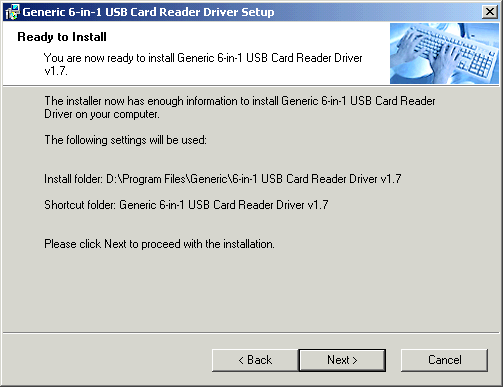 Generic 6-in-1 USB Card Reader Driver Setup
Ready to Install
You are now ready to install Generic 6-in-1 USB Card Reader Driver
v1.7.
The installer now has enough information to install Generic 6-in-1 USB Card Reader
Driver on your computer.
The following settings will be used:
Install folder: D:\Program Files\Generic\6-in-1 USB Card Reader Driver v1.7
Shortcut folder: Generic 6-in-1 USB Card Reader Driver v1.7
Please click Next to proceed with the installation.
< Back
Next >
Cancel